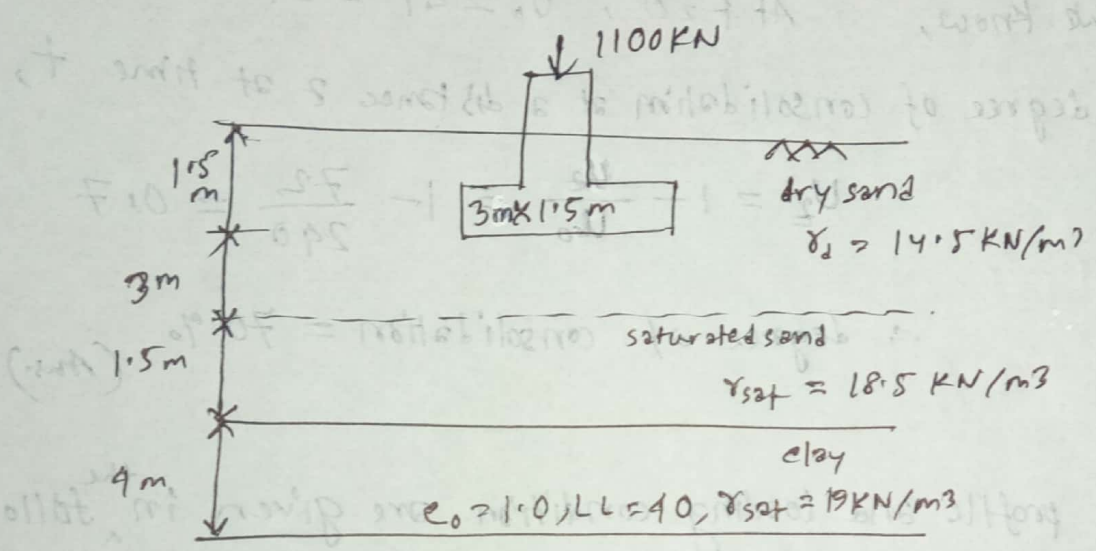 1100KN
1.5 m
3m x 1.5m
dry sand
γd = 14.5 KN/m3
3m
saturated sand
1.5m
γsat = 18.5 KN/m3
clay
4m
e0 = 1.0, LL = 40, γsat = 19KN/m3